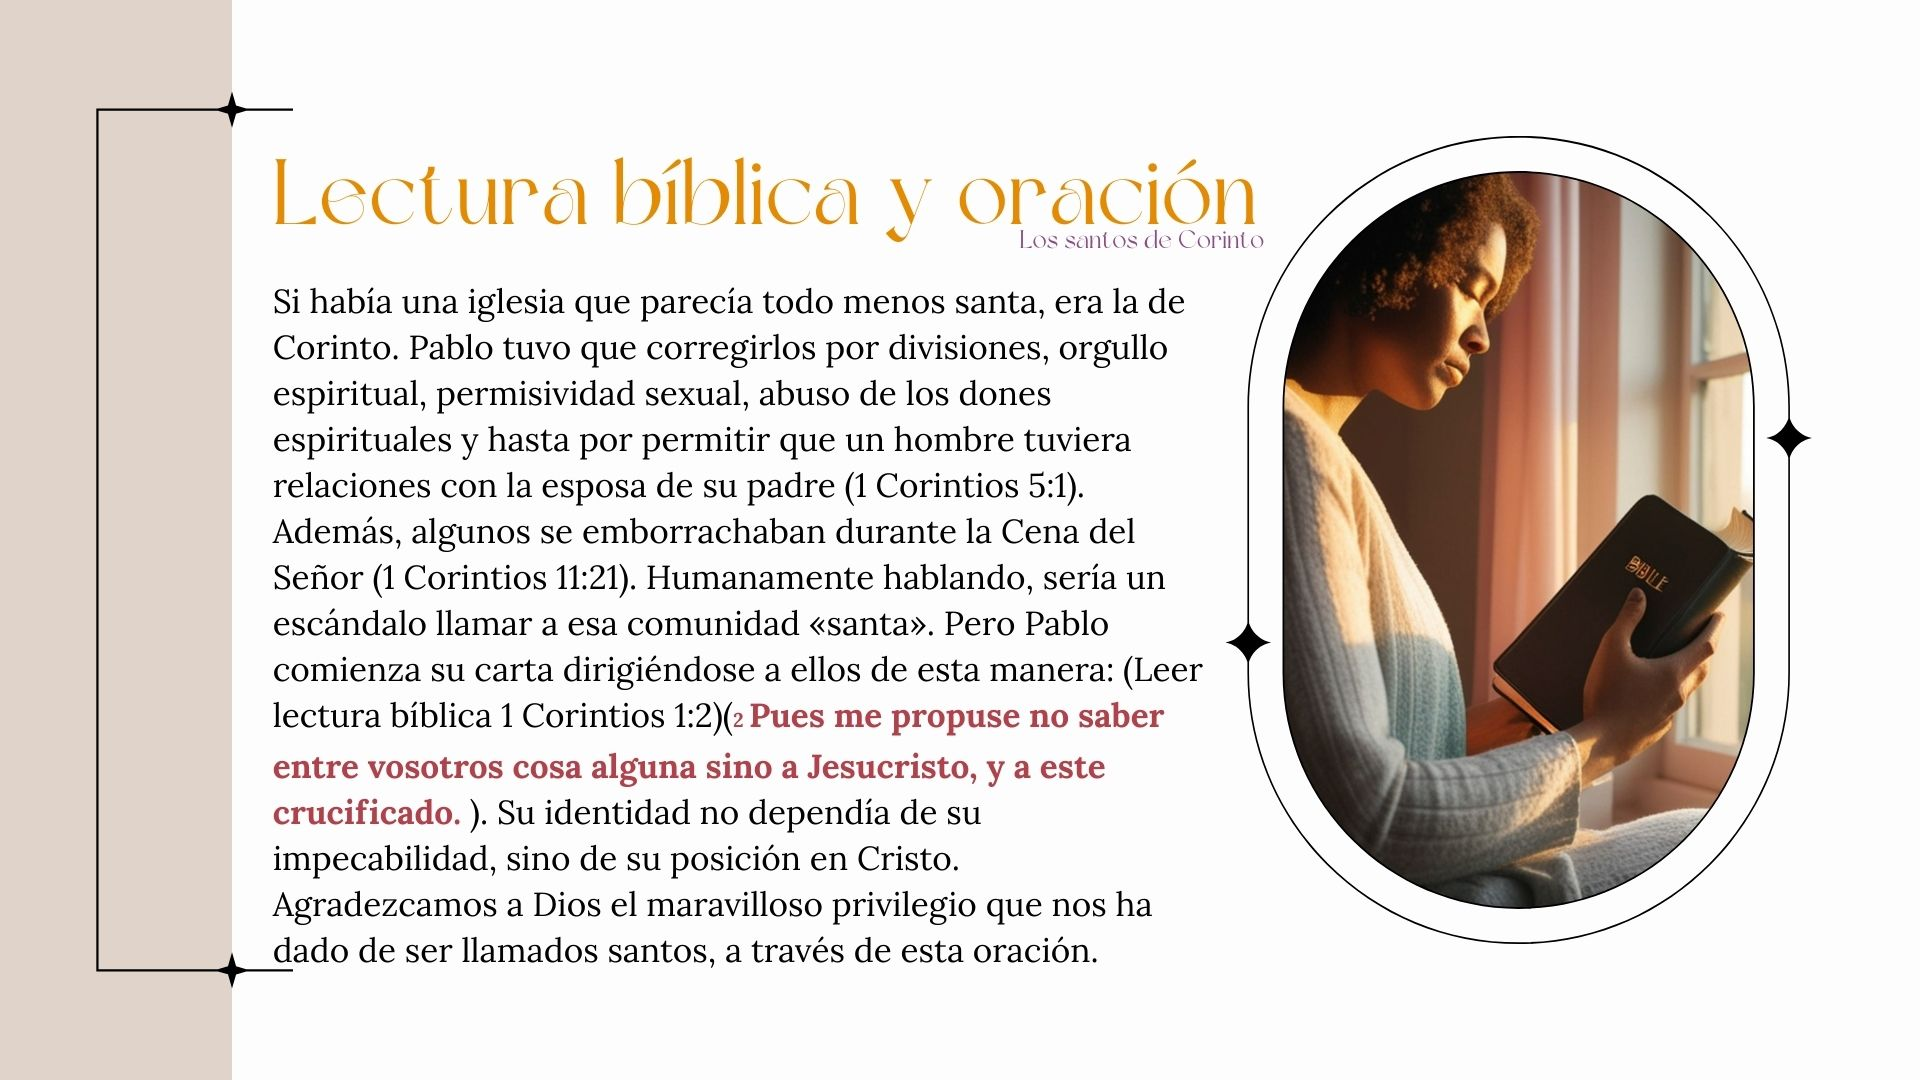 Lectura bíblica y oración
Los santos de Corinto
Si había una iglesia que parecía todo menos santa, era la de
Corinto. Pablo tuvo que corregirlos por divisiones, orgullo
espiritual, permisividad sexual, abuso de los dones
espirituales y hasta por permitir que un hombre tuviera
relaciones con la esposa de su padre (1 Corintios 5:1).
Además, algunos se emborrachaban durante la Cena del
Señor (1 Corintios 11:21). Humanamente hablando, sería un
escándalo llamar a esa comunidad «santa». Pero Pablo
comienza su carta dirigiéndose a ellos de esta manera: (Leer
lectura bíblica 1 Corintios 1:2)(2 Pues me propuse no saber
entre vosotros cosa alguna sino a Jesucristo, y a este
crucificado. ). Su identidad no dependía de su
impecabilidad, sino de su posición en Cristo.
Agradezcamos a Dios el maravilloso privilegio que nos ha
dado de ser llamados santos, a través de esta oración.
BIBLE